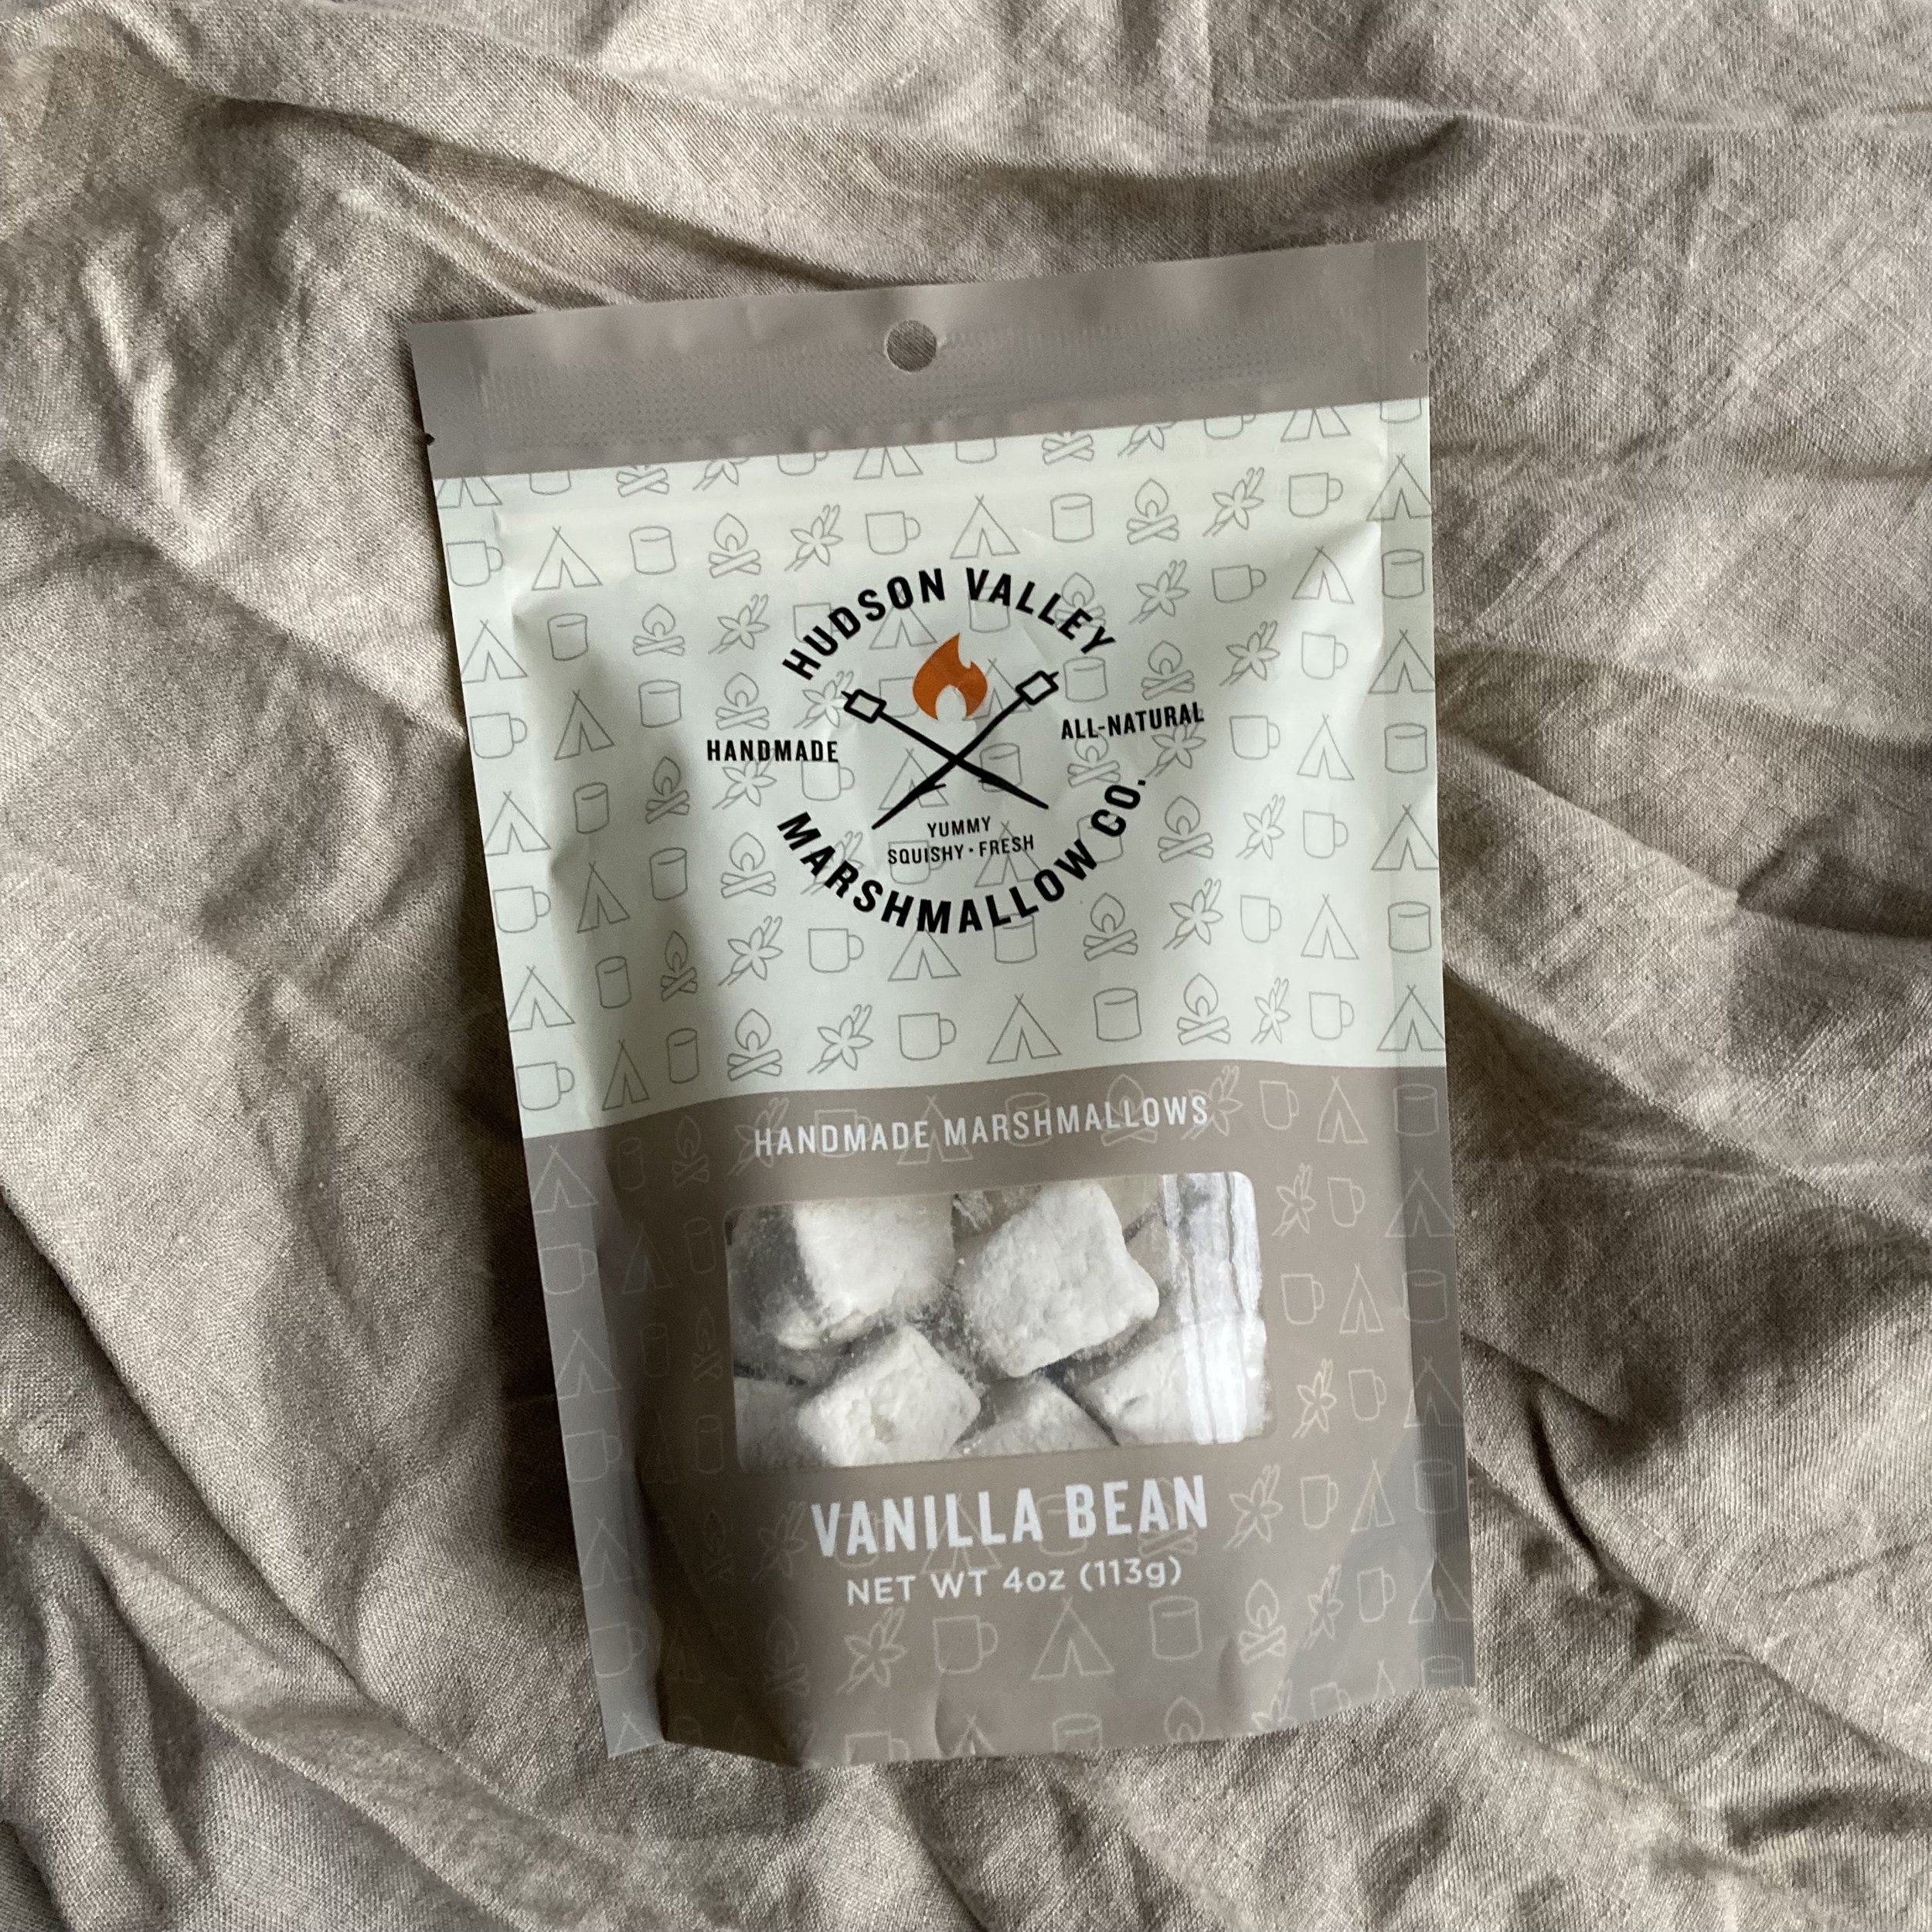 HUDSON VALLEY
HANDMADE
ALL-NATURAL
YUMMY
SQUISHY · FRESH
MARSHMALLOW CO.
HANDMADE MARSHMALLOWS
VANILLA BEAN
NET WT 4oz (113g)